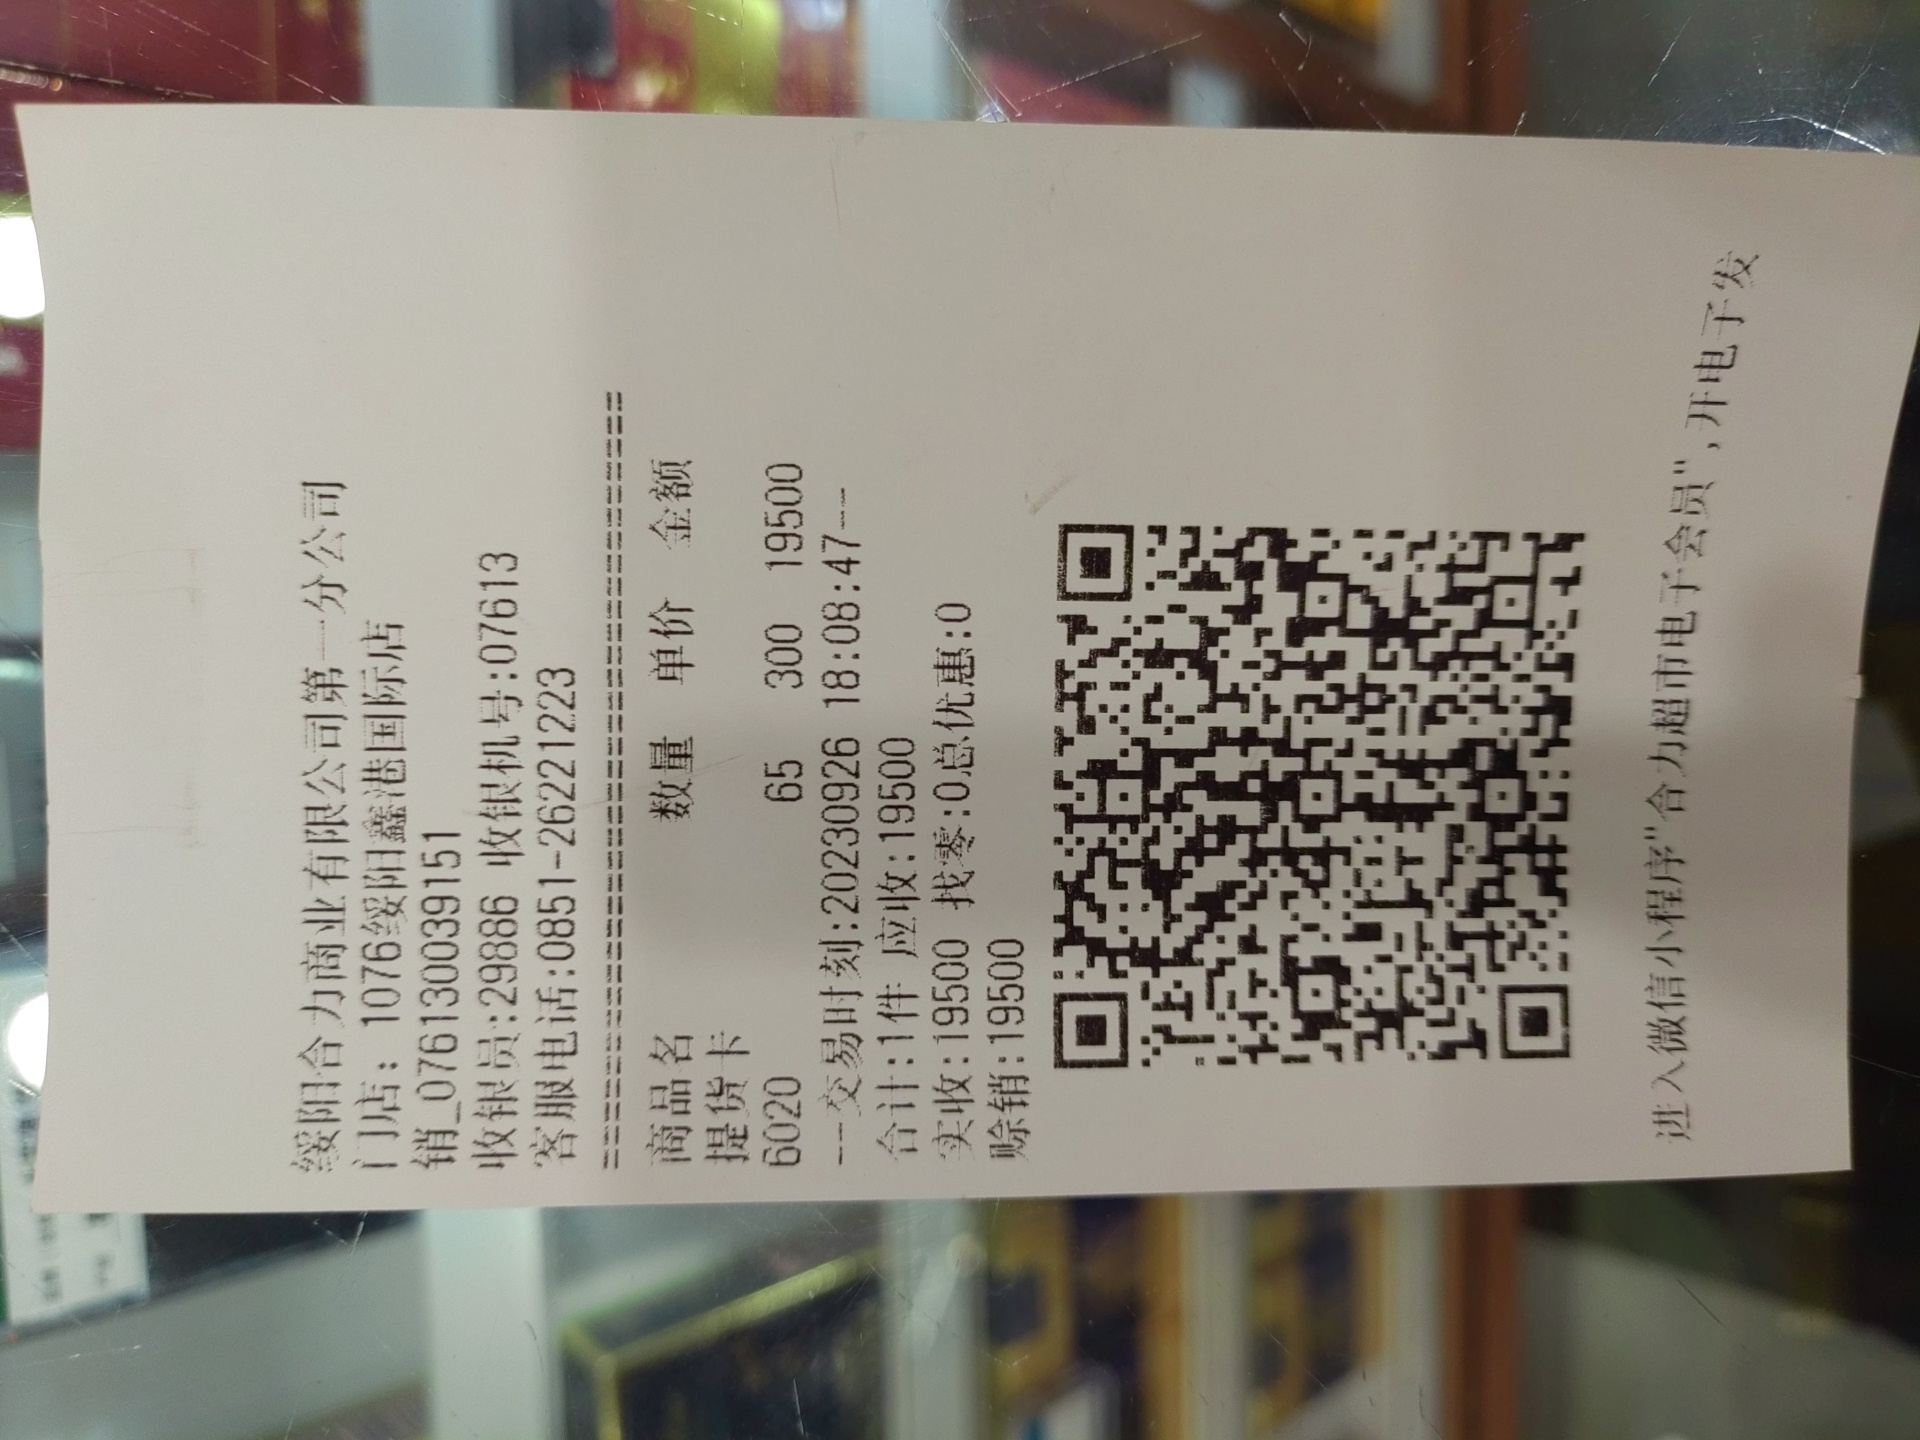 绥阳合力商业有限公司第一分公司
门店: 1076绥阳鑫港国际店
销_076130039151
收银员:29886 收银机号:07613
客服电话:0851-26221223
==========================================
商品名 数量 单价 金额
提货卡
6020 65 300 19500
--交易时刻:20230926 18:08:47--
合计:1件 应收:19500
实收:19500 找零:0总优惠:0
赊销:19500
进入微信小程序"合力超市电子会员",开电子发